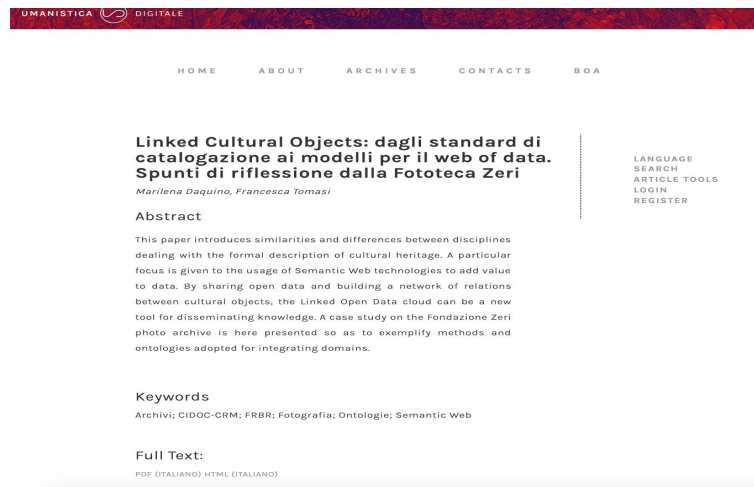 UMANISTICA DIGITALE
HOME ABOUT ARCHIVES CONTACTS BOA
Linked Cultural Objects: dagli standard di
catalogazione ai modelli per il web of data.
Spunti di riflessione dalla Fototeca Zeri
Marilena Daquino, Francesca Tomasi
Abstract
This paper introduces similarities and differences between disciplines
dealing with the formal description of cultural heritage. A particular
focus is given to the usage of Semantic Web technologies to add value
to data. By sharing open data and building a network of relations
between cultural objects, the Linked Open Data cloud can be a new
tool for disseminating knowledge. A case study on the Fondazione Zeri
photo archive is here presented so as to exemplify methods and
ontologies adopted for integrating domains.
Keywords
Archivi; CIDOC-CRM; FRBR; Fotografia; Ontologie; Semantic Web
Full Text:
PDF (ITALIANO) HTML (ITALIANO)
LANGUAGE
SEARCH
ARTICLE TOOLS
LOGIN
REGISTER